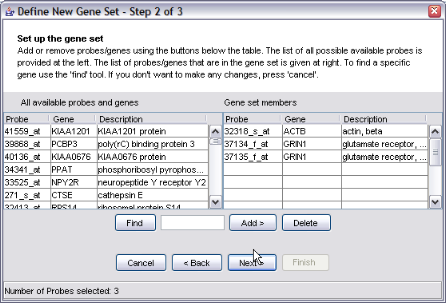 Define New Gene Set - Step 2 of 3
Set up the gene set
Add or remove probes/genes using the buttons below the table. The list of all possible available probes is
provided at the left. The list of probes/genes that are in the gene set is given at right. To find a specific
gene use the 'find' tool. If you don't want to make any changes, press 'cancel'.
All available probes and genes
Gene set members
Probe Gene Description
41559_at KIAA1201 KIAA1201 protein
39868_at PCBP3 poly(rC) binding protein 3
40136_at KIAA0676 KIAA0676 protein
34341_at PPAT phosphoribosyl pyrophos...
33525_at NPY2R neuropeptide Y receptor Y2
271_s_at CTSE cathepsin E
32413_at RPS14 ribosomal protein S14
Probe Gene Description
32318_s_at ACTB actin, beta
37134_f_at GRIN1 glutamate receptor, ...
37135_f_at GRIN1 glutamate receptor, ...
Find Add > Delete
Cancel < Back Next > Finish
Number of Probes selected: 3